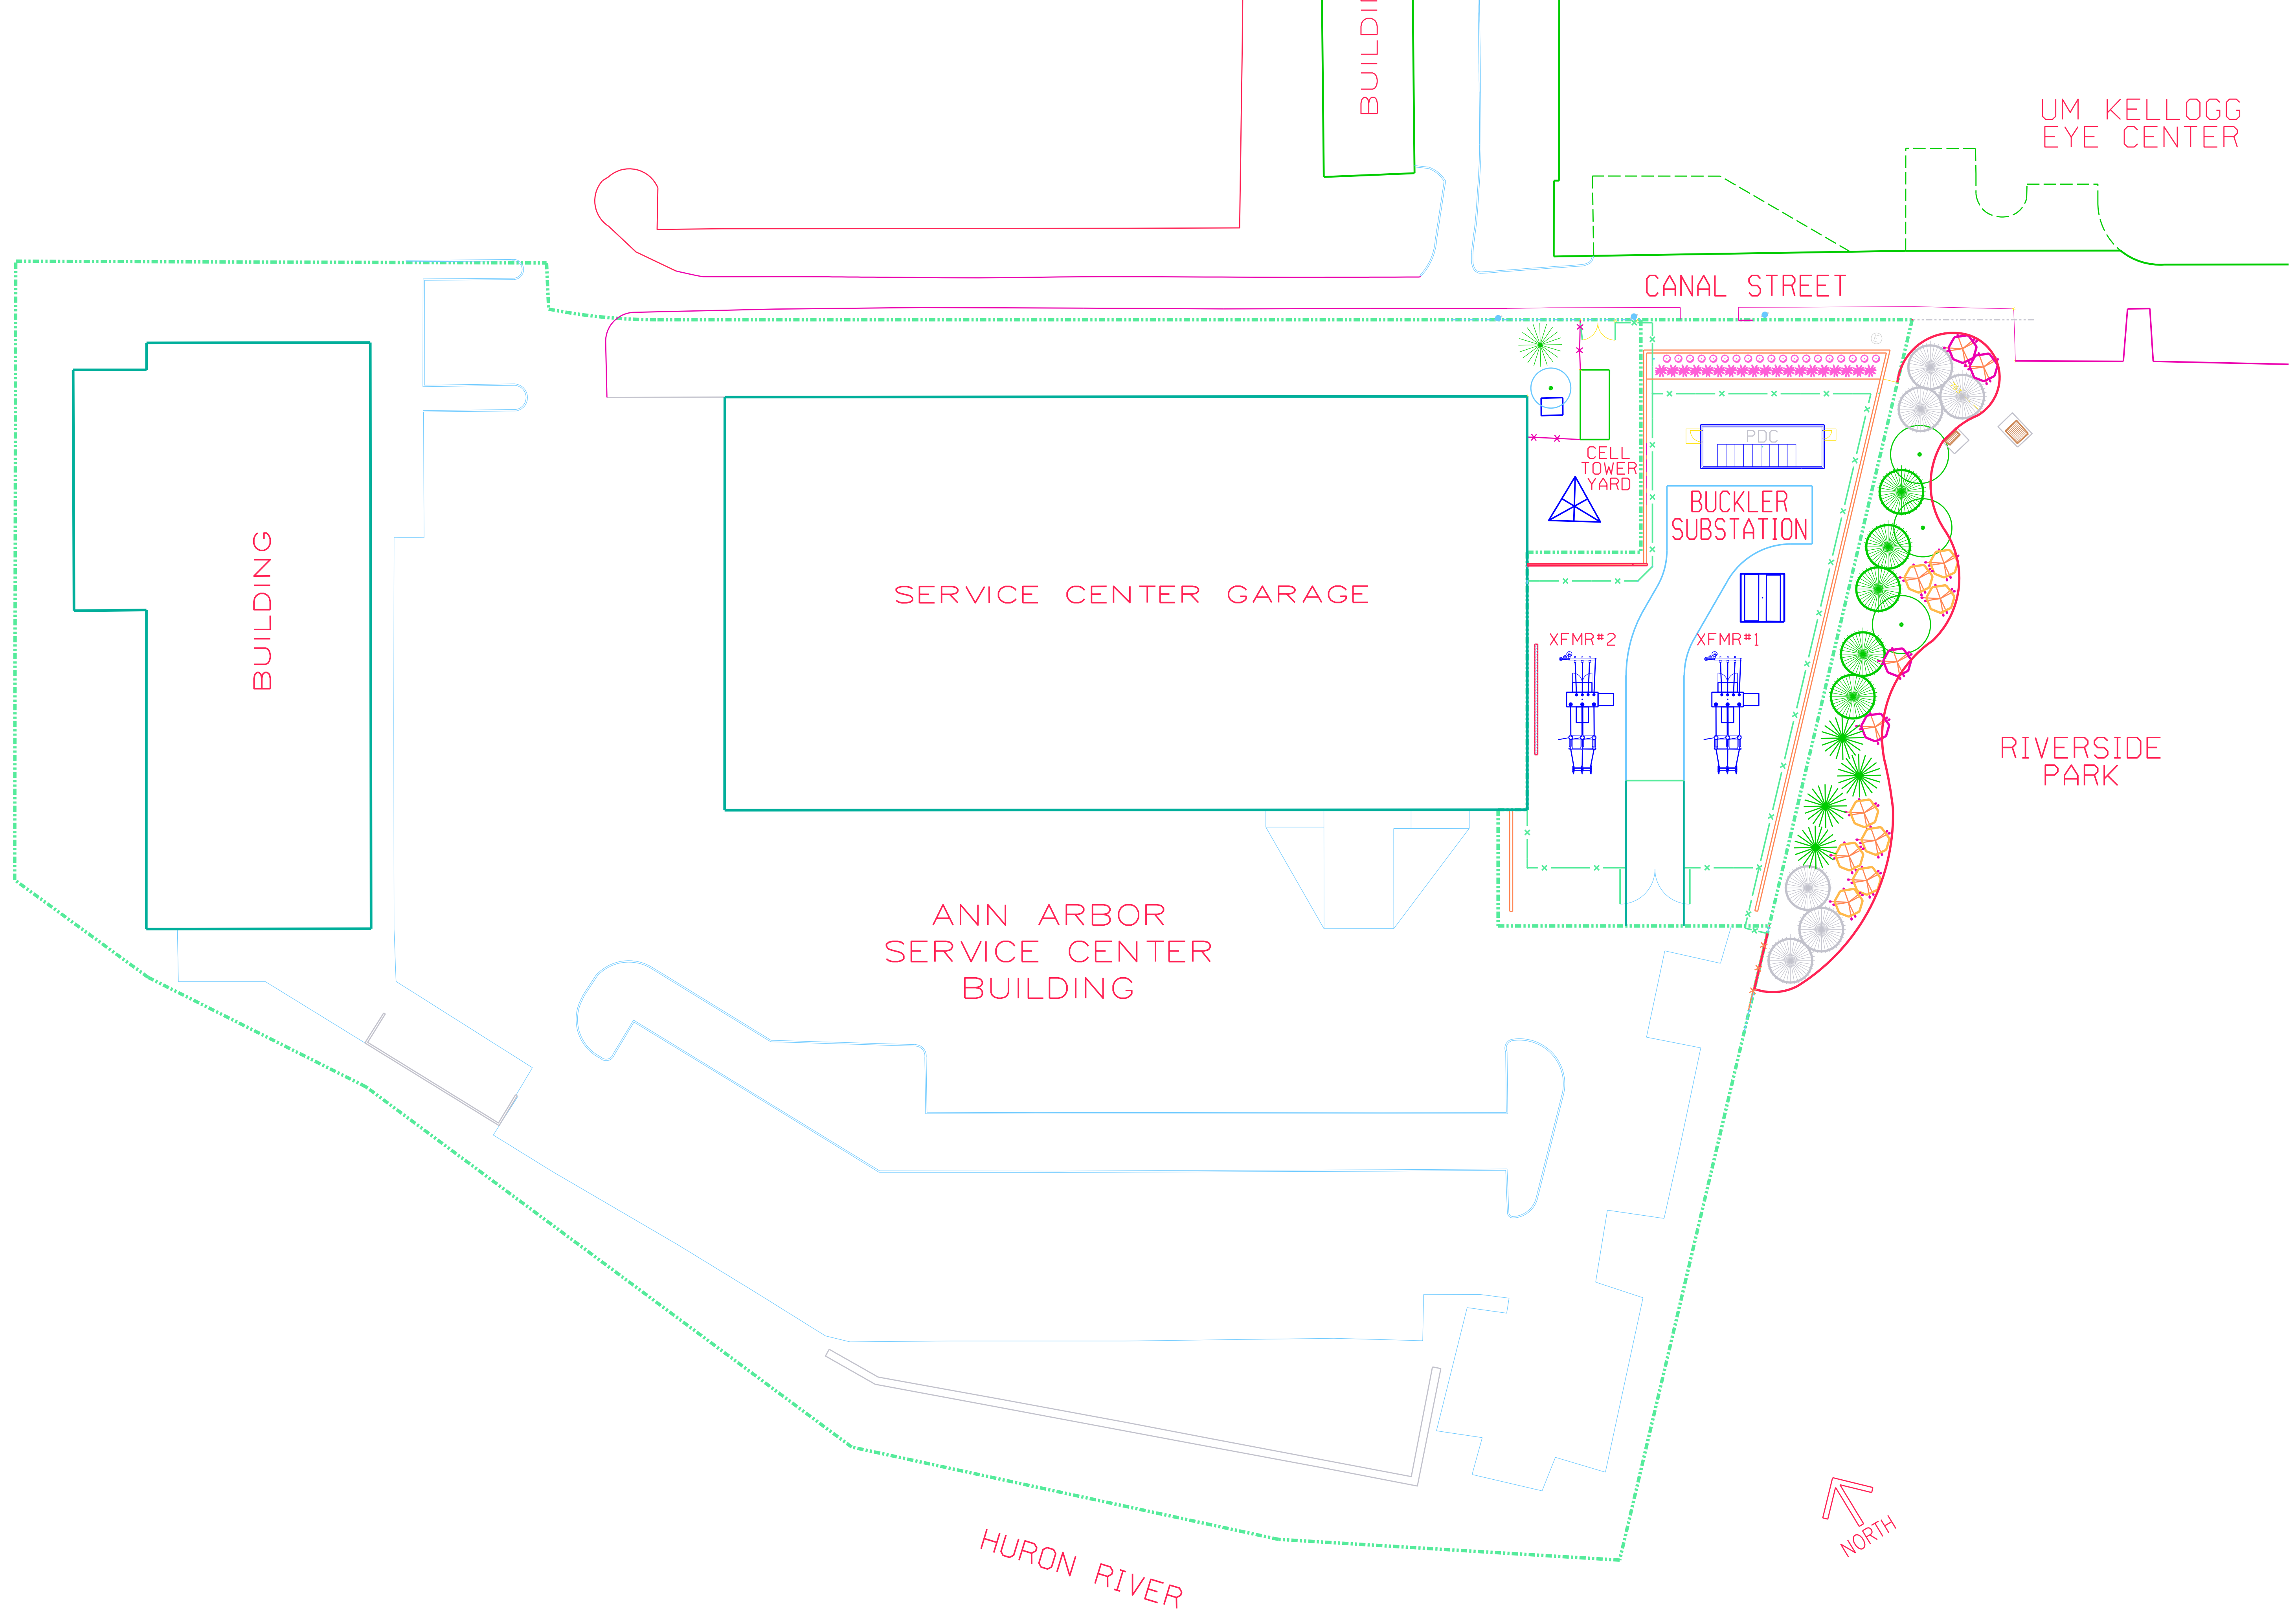 BUILDIN
UM KELLOGG
EYE CENTER
CANAL STREET
PDC
CELL
TOWER
YARD
BUCKLER
SUBSTATION
BUILDING
SERVICE CENTER GARAGE
XFMR#2
XFMR#1
RIVERSIDE
PARK
ANN ARBOR
SERVICE CENTER
BUILDING
NORTH
HURON RIVER